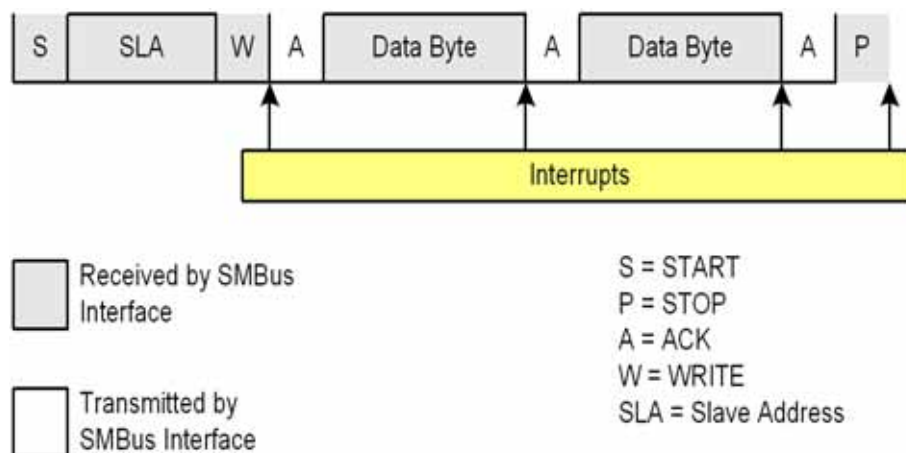 S SLA W A Data Byte A Data Byte A P
Interrupts
Received by SMBus
Interface
Transmitted by
SMBus Interface
S = START
P = STOP
A = ACK
W = WRITE
SLA = Slave Address